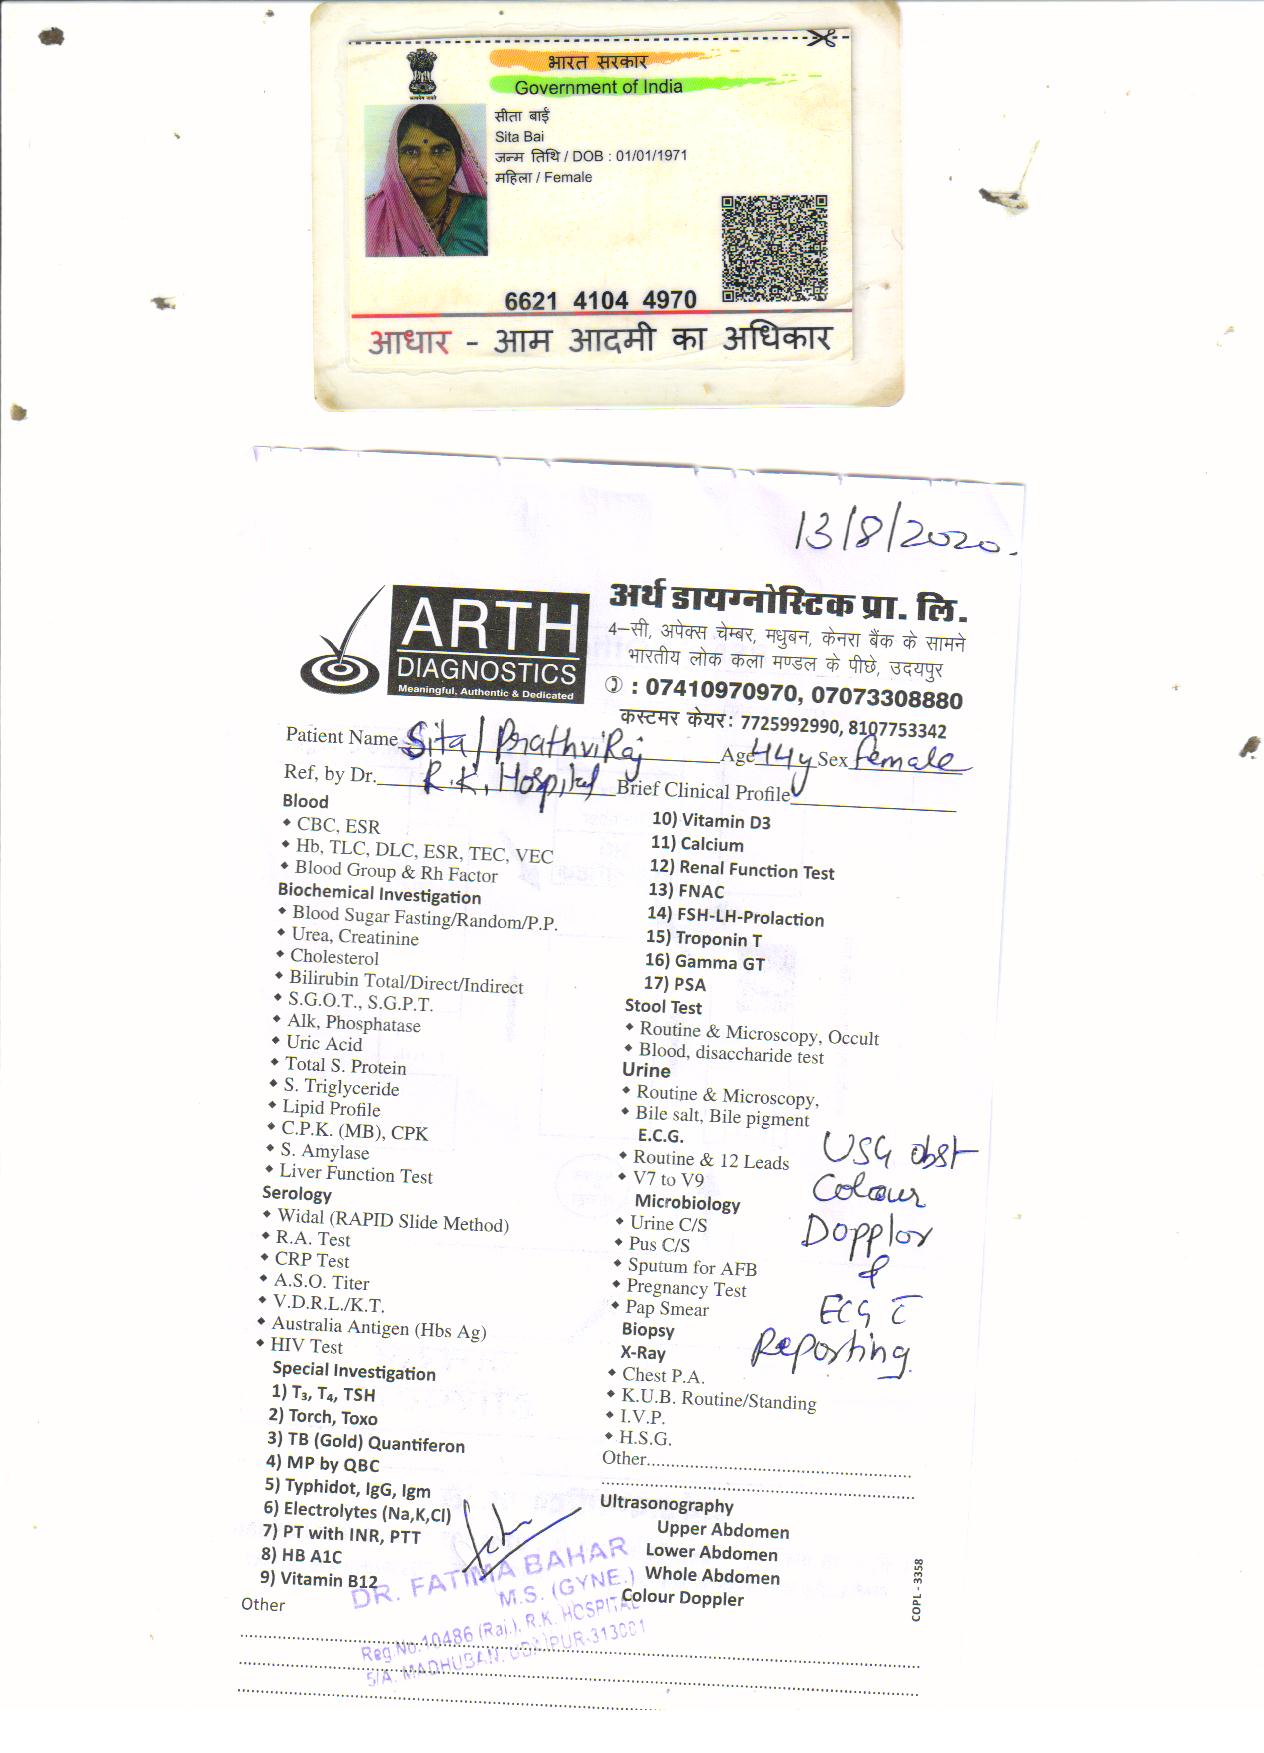 भारत सरकार
Government of India
सीता बाई
Sita Bai
जन्म तिथि / DOB : 01/01/1971
महिला / Female
6621 4104 4970
आधार - आम आदमी का अधिकार
13/8/2020.
ARTH
DIAGNOSTICS
Meaningful, Authentic & Dedicated
अर्थ डायग्नोस्टिक प्रा. लि.
4–सी, अपेक्स चेम्बर, मधुबन, केनरा बैंक के सामने
भारतीय लोक कला मण्डल के पीछे, उदयपुर
: 07410970970, 07073308880
कस्टमर केयर: 7725992990, 8107753342
Patient Name Sita / PrathviRaj Age 44y Sex Female
Ref, by Dr. R.K. Hospital Brief Clinical Profile
Blood
CBC, ESR
Hb, TLC, DLC, ESR, TEC, VEC
Blood Group & Rh Factor
Biochemical Investigation
Blood Sugar Fasting/Random/P.P.
Urea, Creatinine
Cholesterol
Bilirubin Total/Direct/Indirect
S.G.O.T., S.G.P.T.
Alk, Phosphatase
Uric Acid
Total S. Protein
S. Triglyceride
Lipid Profile
C.P.K. (MB), CPK
S. Amylase
Liver Function Test
Serology
Widal (RAPID Slide Method)
R.A. Test
CRP Test
A.S.O. Titer
V.D.R.L./K.T.
Australia Antigen (Hbs Ag)
HIV Test
Special Investigation
1) T₃, T₄, TSH
2) Torch, Toxo
3) TB (Gold) Quantiferon
4) MP by QBC
5) Typhidot, IgG, Igm
6) Electrolytes (Na,K,Cl)
7) PT with INR, PTT
8) HB A1C
9) Vitamin B12
Other
10) Vitamin D3
11) Calcium
12) Renal Function Test
13) FNAC
14) FSH-LH-Prolaction
15) Troponin T
16) Gamma GT
17) PSA
Stool Test
Routine & Microscopy, Occult
Blood, disaccharide test
Urine
Routine & Microscopy,
Bile salt, Bile pigment
E.C.G.
Routine & 12 Leads
V7 to V9
Microbiology
Urine C/S
Pus C/S
Sputum for AFB
Pregnancy Test
Pap Smear
Biopsy
X-Ray
Chest P.A.
K.U.B. Routine/Standing
I.V.P.
H.S.G.
Other
Ultrasonography
Upper Abdomen
Lower Abdomen
Whole Abdomen
Colour Doppler
USG obst
Colour
Dopplor
&
ECG c̅
Reporting.
DR. FATIMA BAHAR
M.S. (GYNE.)
Reg.No. 10486 (Raj.), R.K. HOSPITAL
5/A. MADHUBAN, UDAIPUR-313001
COPL - 3358